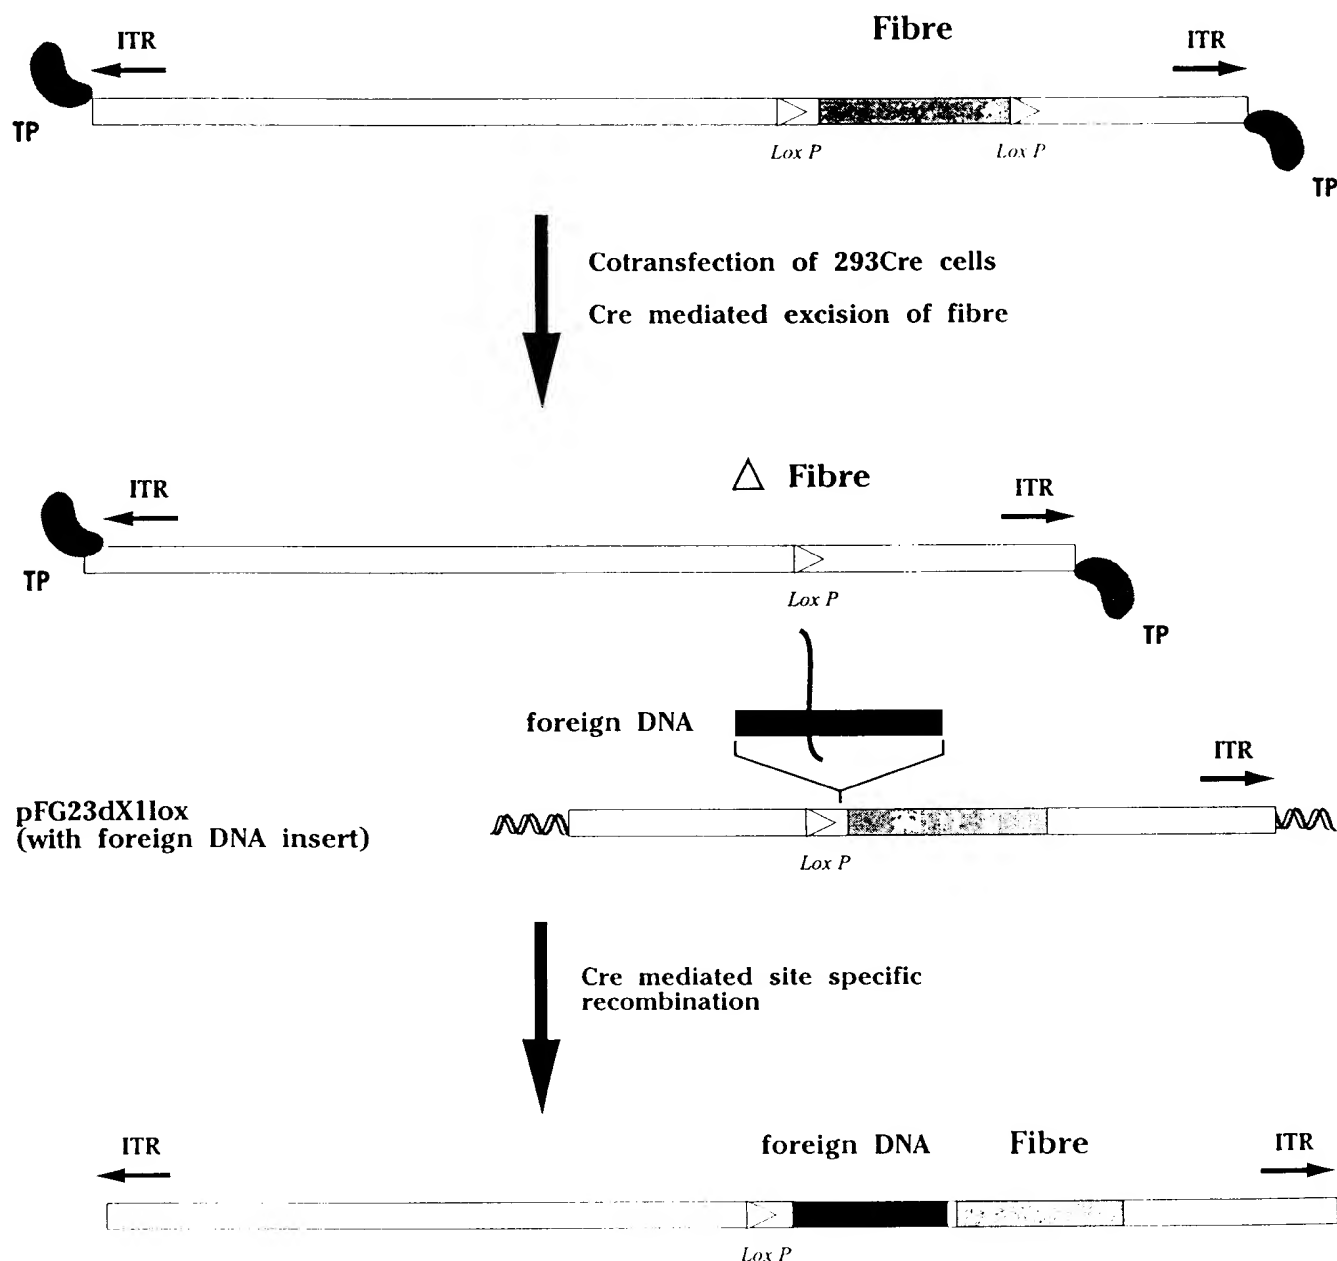 Fibre
ITR
ITR
TP
Lox P
Lox P
TP
Cotransfection of 293Cre cells
Cre mediated excision of fibre
△ Fibre
ITR
ITR
TP
Lox P
TP
foreign DNA
ITR
pFG23dX1lox
(with foreign DNA insert)
Lox P
Cre mediated site specific
recombination
ITR
foreign DNA
Fibre
ITR
Lox P